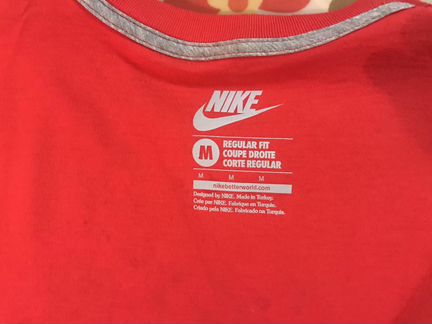 NIKE
M
REGULAR FIT
COUPE DROITE
CORTE REGULAR
M M M
nikebetterworld.com
Designed by NIKE. Made in Turkey.
Crée par NIKE. Fabriqué en Turquie.
Criado pela NIKE. Fabricado na Turquia.